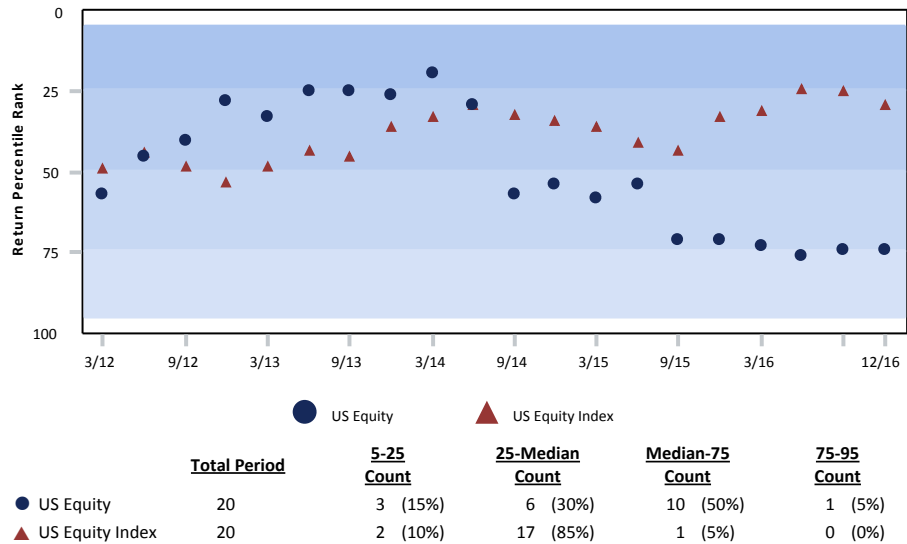 0
25
50
75
100
Return Percentile Rank
3/12 9/12 3/13 9/13 3/14 9/14 3/15 9/15 3/16 12/16
US Equity US Equity Index
Total Period 5-25 Count 25-Median Count Median-75 Count 75-95 Count
US Equity 20 3 (15%) 6 (30%) 10 (50%) 1 (5%)
US Equity Index 20 2 (10%) 17 (85%) 1 (5%) 0 (0%)